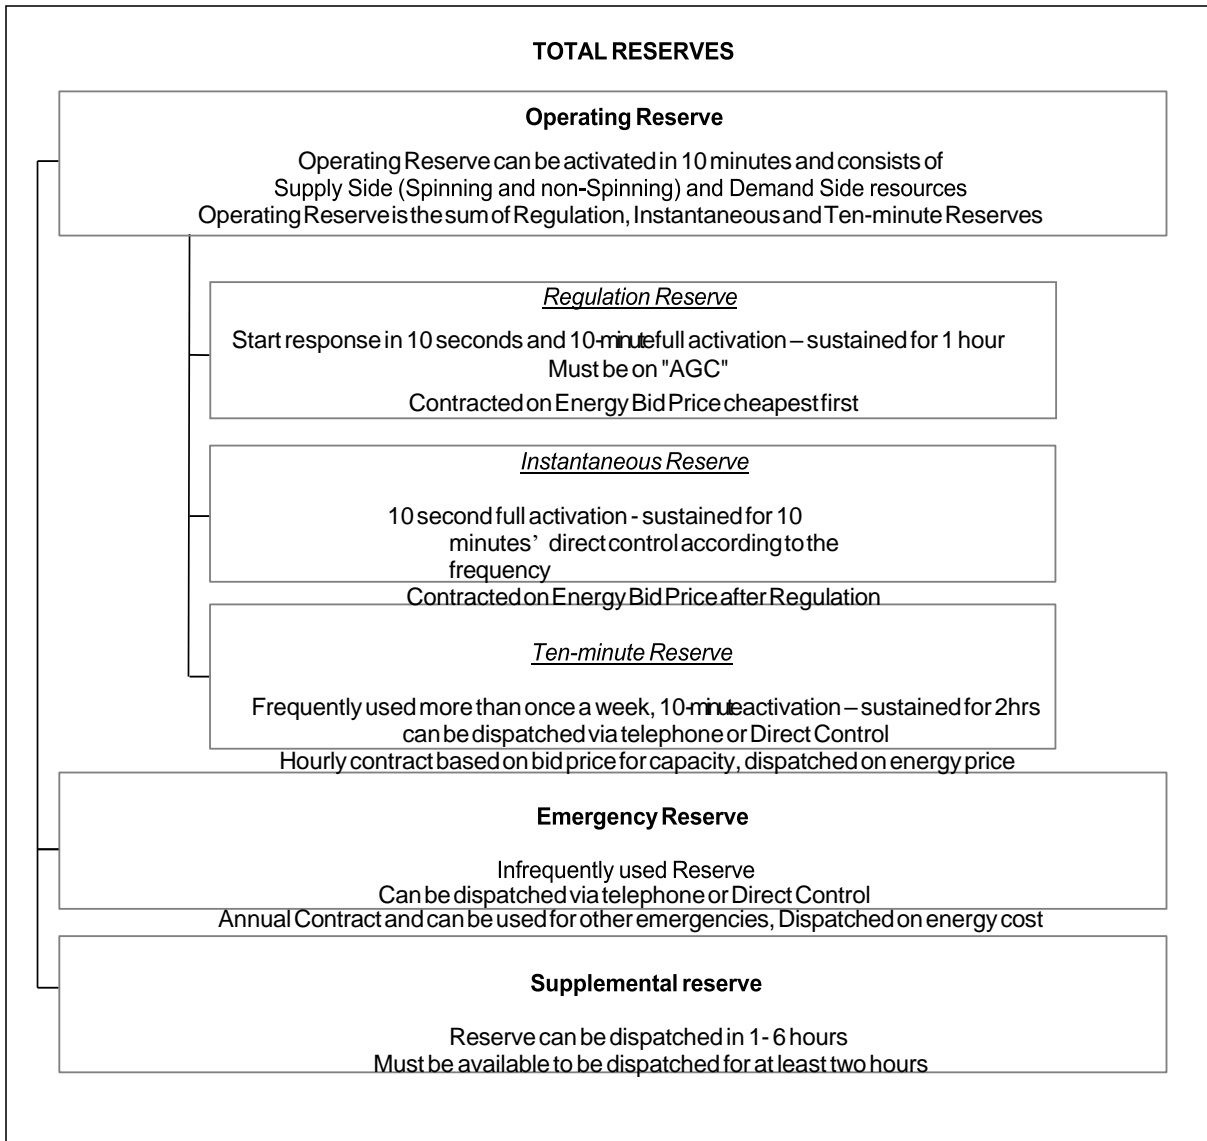 TOTAL RESERVES
Operating Reserve
Operating Reserve can be activated in 10 minutes and consists of
Supply Side (Spinning and non-Spinning) and Demand Side resources
Operating Reserve is the sum of Regulation, Instantaneous and Ten-minute Reserves
Regulation Reserve
Start response in 10 seconds and 10-minute full activation – sustained for 1 hour
Must be on "AGC"
Contracted on Energy Bid Price cheapest first
Instantaneous Reserve
10 second full activation - sustained for 10
minutes’ direct control according to the
frequency
Contracted on Energy Bid Price after Regulation
Ten-minute Reserve
Frequently used more than once a week, 10-minute activation – sustained for 2hrs
can be dispatched via telephone or Direct Control
Hourly contract based on bid price for capacity, dispatched on energy price
Emergency Reserve
Infrequently used Reserve
Can be dispatched via telephone or Direct Control
Annual Contract and can be used for other emergencies, Dispatched on energy cost
Supplemental reserve
Reserve can be dispatched in 1- 6 hours
Must be available to be dispatched for at least two hours